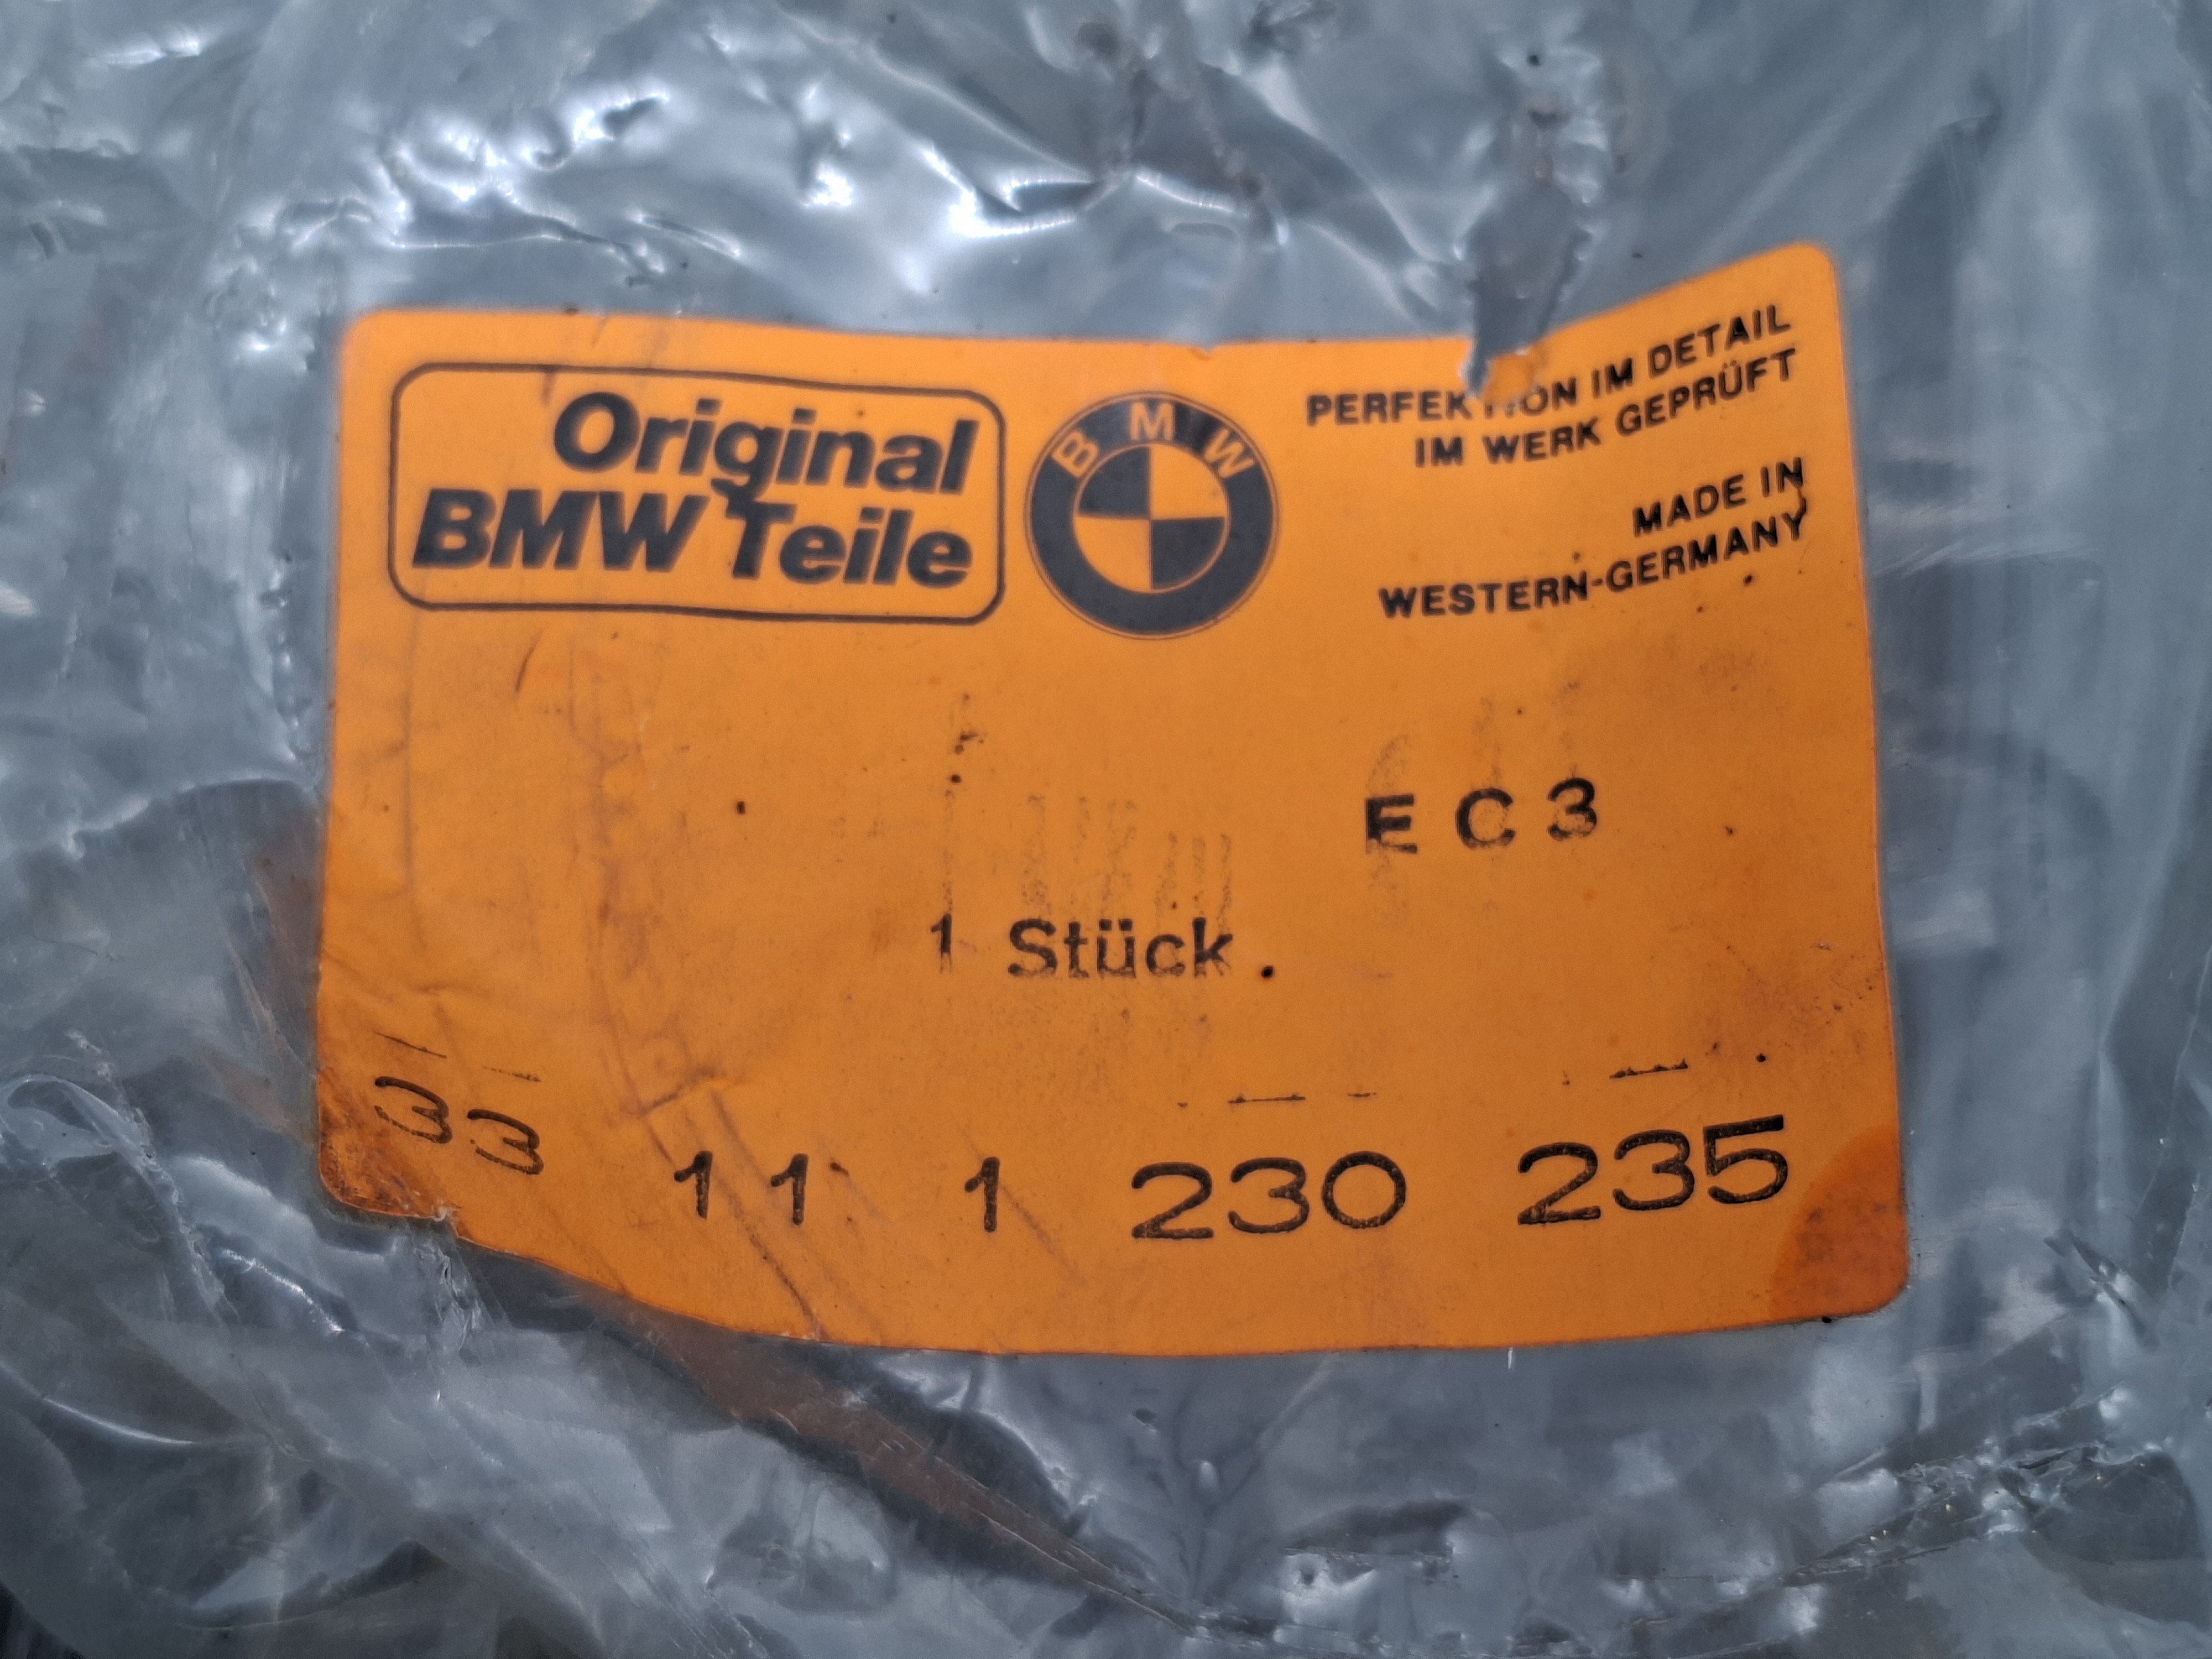 Original
BMW Teile
BMW
PERFEKTION IM DETAIL
IM WERK GEPRÜFT
MADE IN
WESTERN-GERMANY
EC3
1 Stück.
33 11 1 230 235